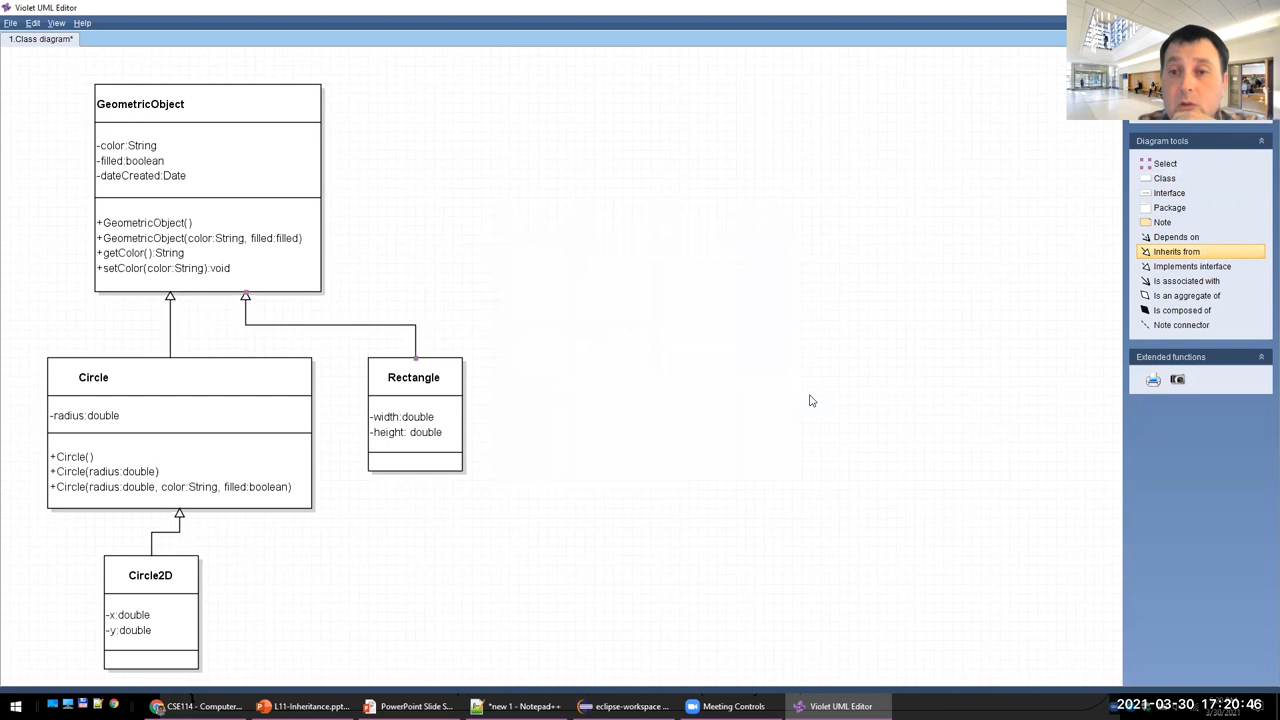 Violet UML Editor
File Edit View Help
1.Class diagram*
GeometricObject
-color:String
-filled:boolean
-dateCreated:Date
+GeometricObject()
+GeometricObject(color:String, filled:filled)
+getColor():String
+setColor(color:String):void
Circle
-radius:double
+Circle()
+Circle(radius:double)
+Circle(radius:double, color:String, filled:boolean)
Rectangle
-width:double
-height: double
Circle2D
-x:double
-y:double
Diagram tools
Select
Class
Interface
Package
Note
Depends on
Inherits from
Implements interface
Is associated with
Is an aggregate of
Is composed of
Note connector
Extended functions
CSE114 - Computer...
L11-Inheritance.ppt...
PowerPoint Slide S...
*new 1 - Notepad++
eclipse-workspace ...
Meeting Controls
Violet UML Editor
2021-03-30 17:20:46